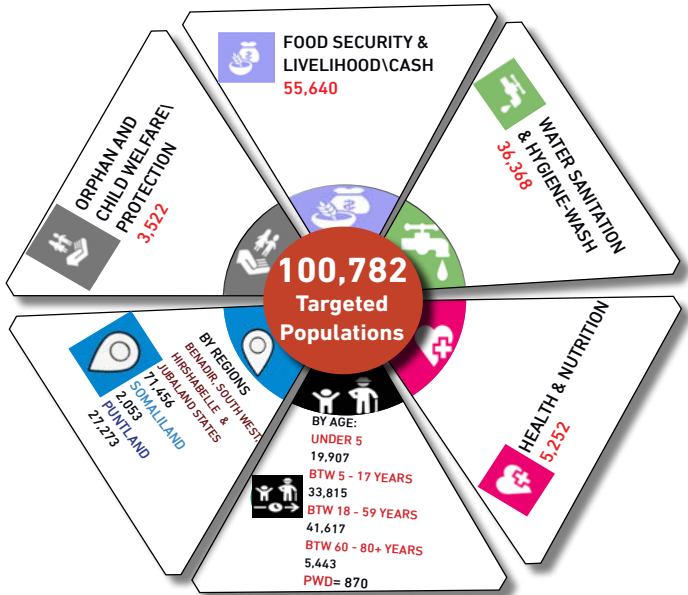 FOOD SECURITY &
LIVELIHOOD\CASH
55,640
WATER SANITATION
& HYGIENE-WASH
36,368
ORPHAN AND
CHILD WELFARE\
PROTECTION
3,522
100,782
Targeted
Populations
HEALTH & NUTRITION
5,252
BY REGIONS
BENADIR, SOUTH WEST,
HIRSHABELLE &
JUBALAND STATES
71,456
SOMALILAND
2,053
PUNTLAND
27,273
BY AGE:
UNDER 5
19,907
BTW 5 - 17 YEARS
33,815
BTW 18 - 59 YEARS
41,617
BTW 60 - 80+ YEARS
5,443
PWD= 870